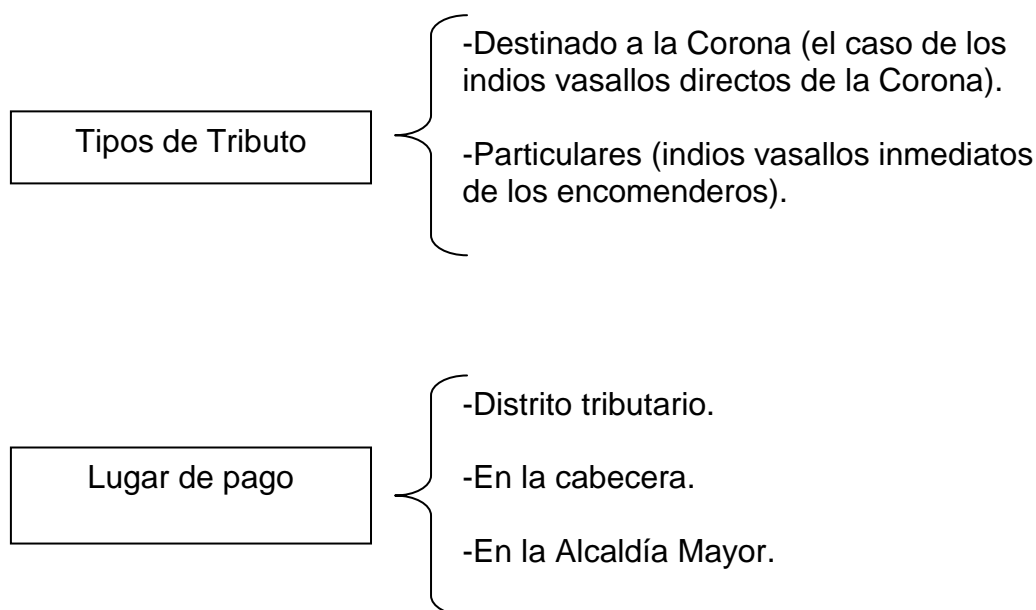 Tipos de Tributo
-Destinado a la Corona (el caso de los
indios vasallos directos de la Corona).
-Particulares (indios vasallos inmediatos
de los encomenderos).
Lugar de pago
-Distrito tributario.
-En la cabecera.
-En la Alcaldía Mayor.